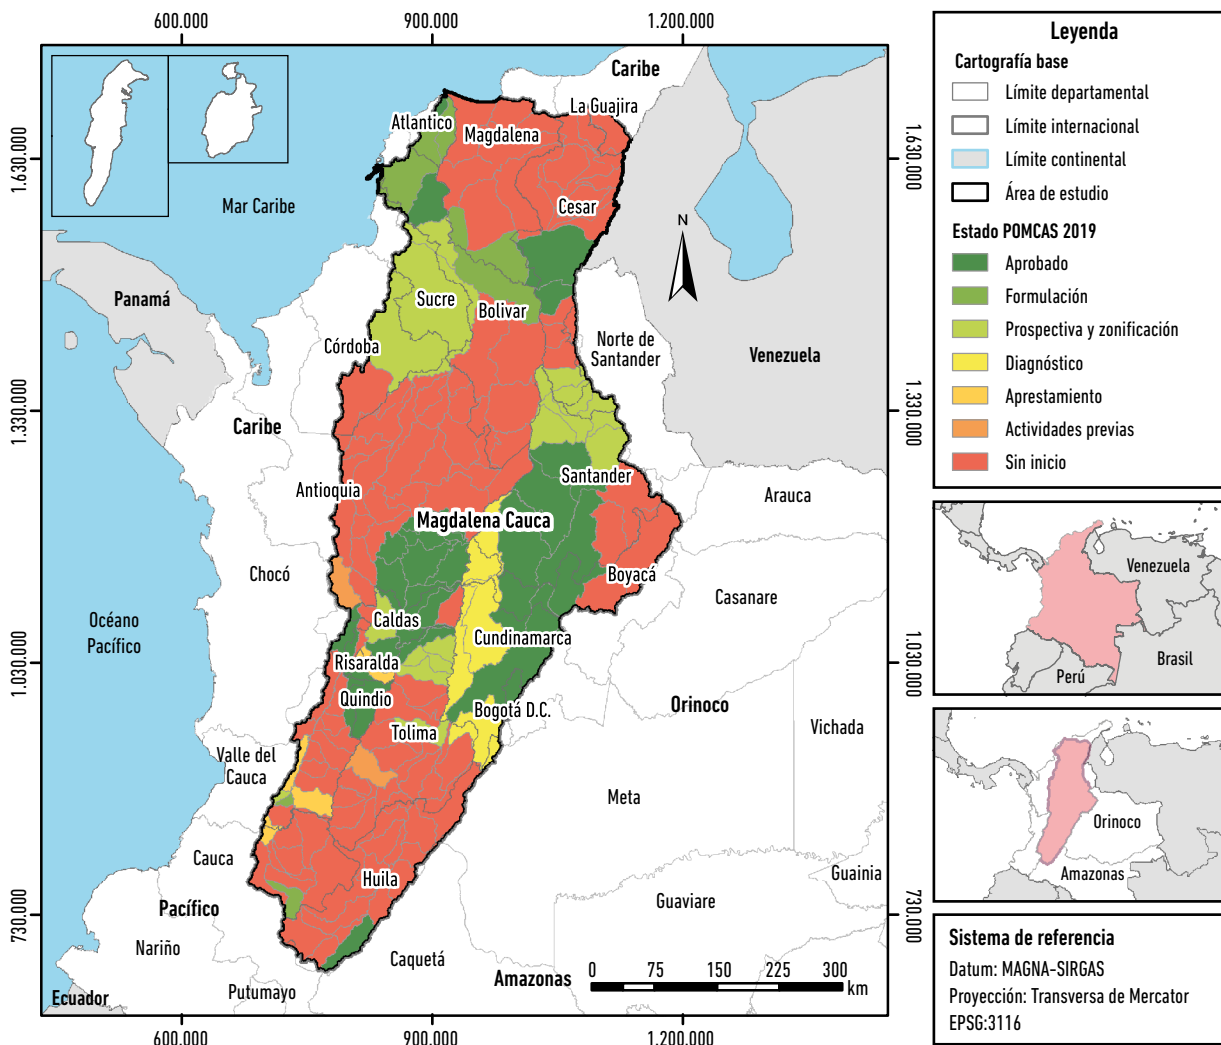 600.000
900.000
1.200.000
1.630.000
1.330.000
1.030.000
730.000
1.630.000
1.330.000
1.030.000
730.000
Caribe
La Guajira
Atlantico
Magdalena
Mar Caribe
Cesar
N
Panamá
Sucre
Bolivar
Córdoba
Norte de
Santander
Venezuela
Caribe
Santander
Antioquia
Arauca
Magdalena Cauca
Chocó
Boyacá
Casanare
Océano
Pacífico
Caldas
Cundinamarca
Risaralda
Quindio
Orinoco
Bogotá D.C.
Tolima
Vichada
Valle del
Cauca
Meta
Cauca
Huila
Guainia
Guaviare
Pacífico
Nariño
Caquetá
Amazonas
Putumayo
Ecuador
0 75 150 225 300
km
600.000
900.000
1.200.000
Leyenda
Cartografía base
Límite departamental
Límite internacional
Límite continental
Área de estudio
Estado POMCAS 2019
Aprobado
Formulación
Prospectiva y zonificación
Diagnóstico
Aprestamiento
Actividades previas
Sin inicio
Venezuela
Brasil
Perú
Orinoco
Amazonas
Sistema de referencia
Datum: MAGNA-SIRGAS
Proyección: Transversa de Mercator
EPSG:3116